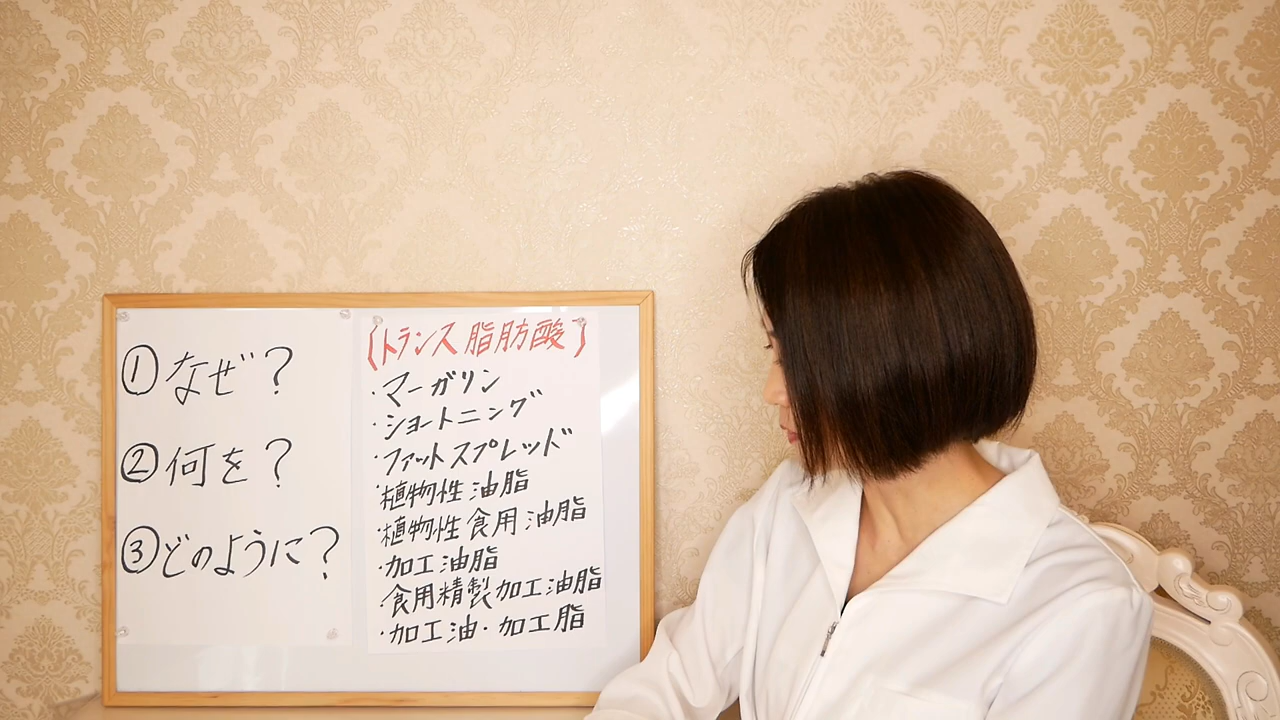 ①なぜ？
②何を？
③どのように？
〔トランス脂肪酸〕
・マーガリン
・ショートニング
・ファットスプレッド
・植物性油脂
・植物性食用油脂
・加工油脂
・食用精製加工油脂
・加工油・加工脂